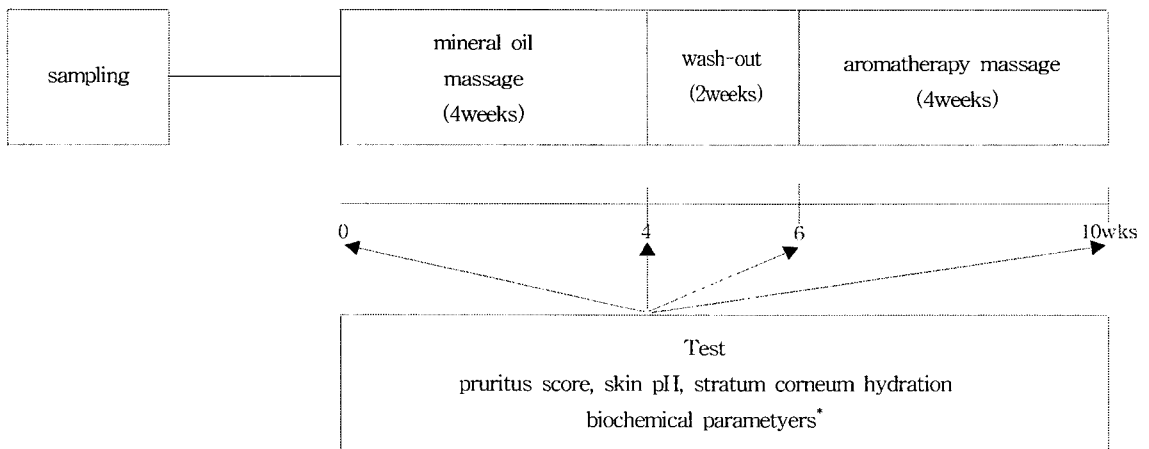 sampling
mineral oil
massage
(4weeks)
wash-out
(2weeks)
aromatherapy massage
(4weeks)
0 4 6 10wks
Test
pruritus score, skin pH, stratum corneum hydration
biochemical parametyers*